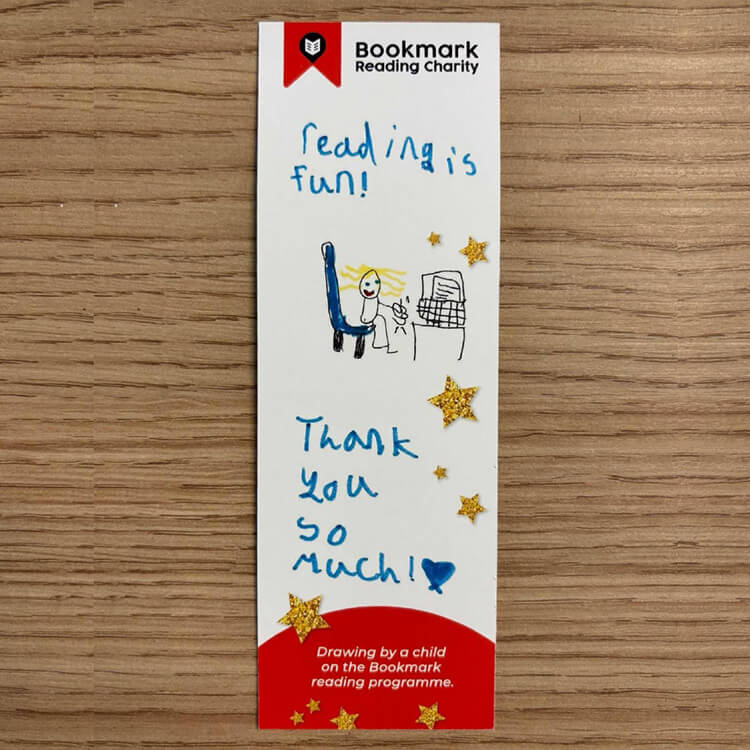 Bookmark
Reading Charity
reading is
fun!
Thank
you
so
much!
Drawing by a child
on the Bookmark
reading programme.